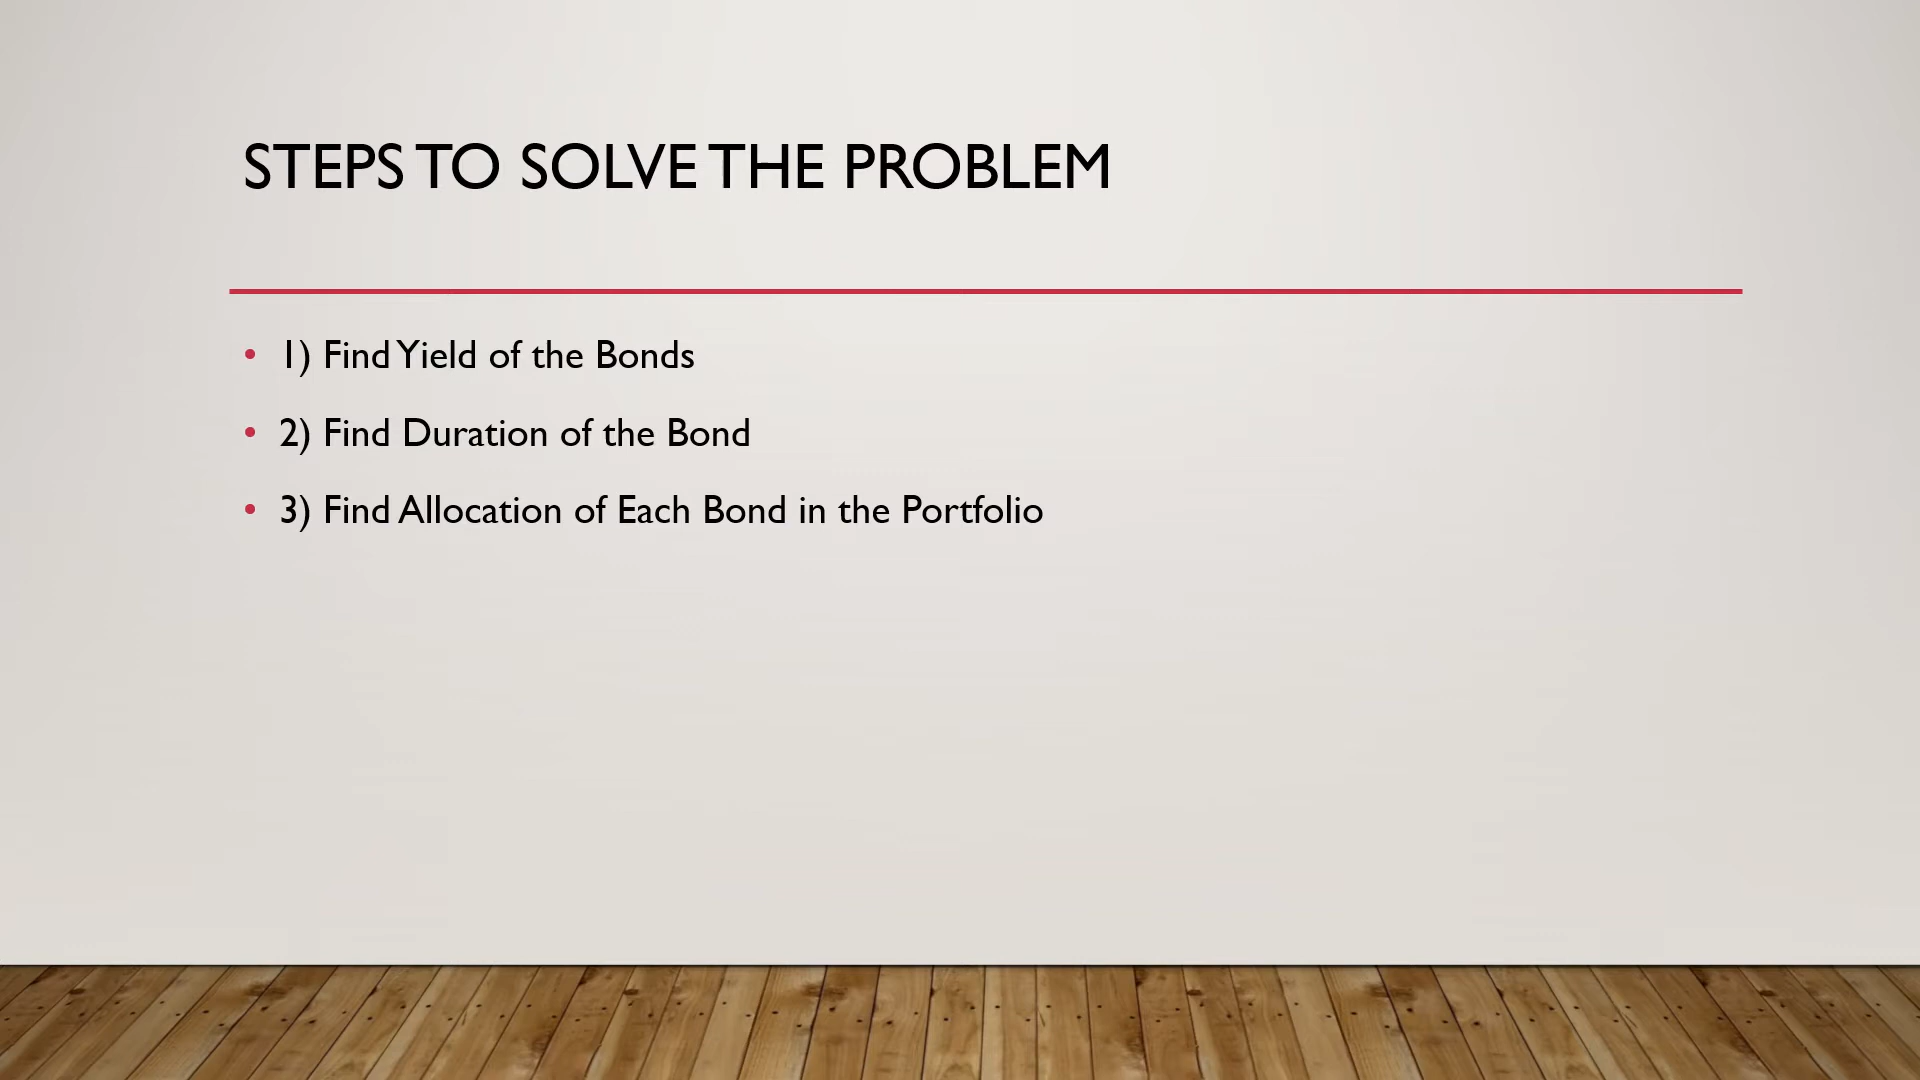 STEPS TO SOLVE THE PROBLEM
• 1) Find Yield of the Bonds
• 2) Find Duration of the Bond
• 3) Find Allocation of Each Bond in the Portfolio